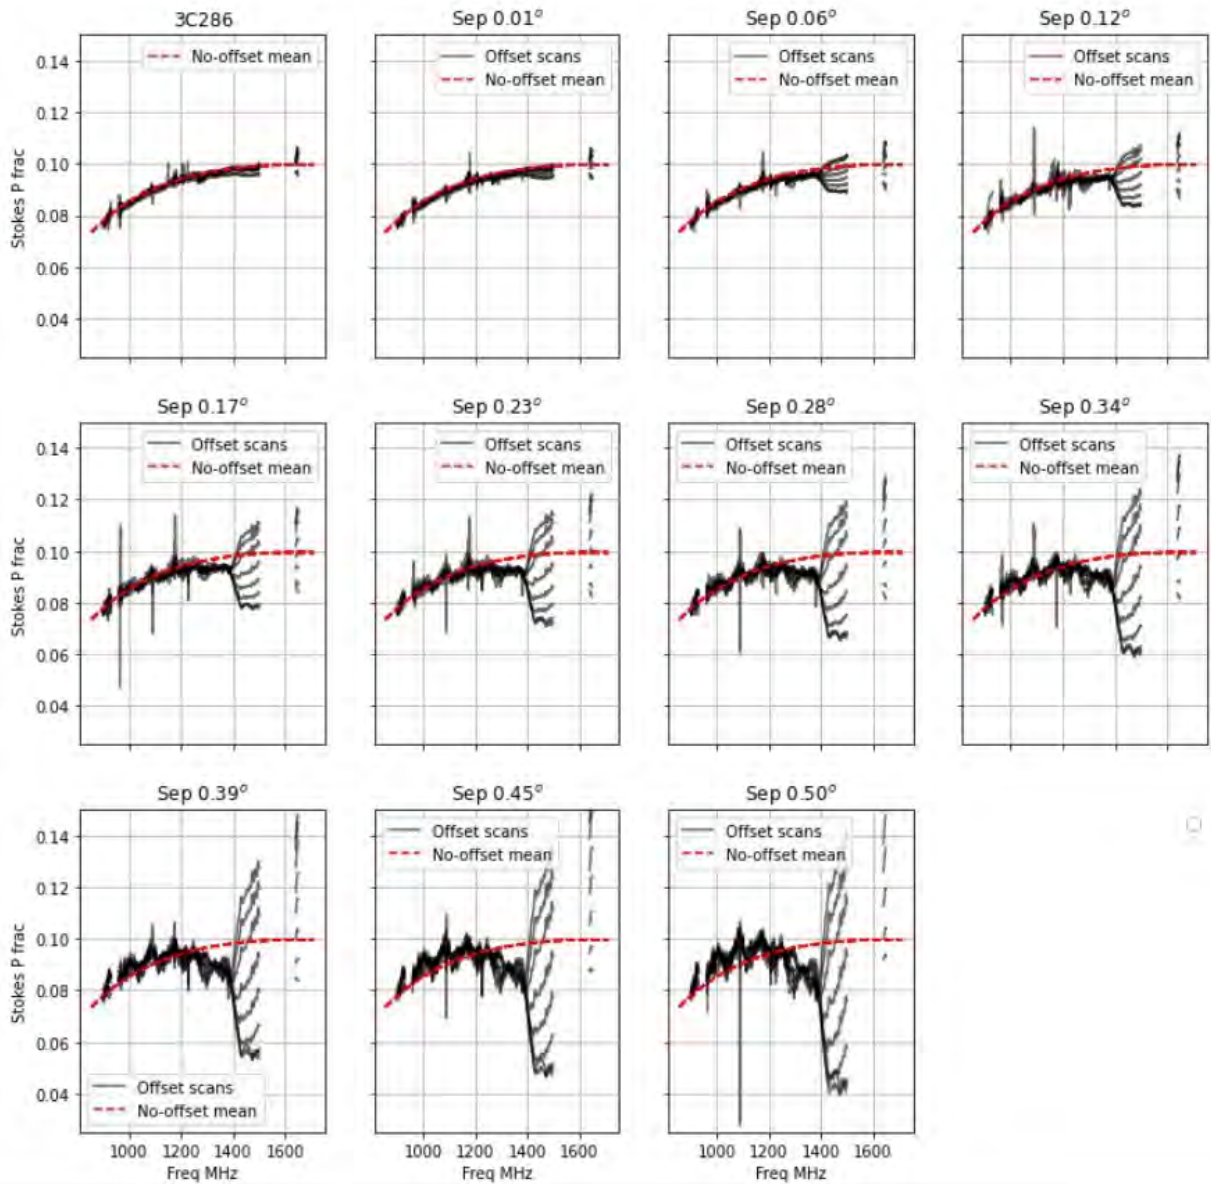 3C286
Sep 0.01°
Sep 0.06°
Sep 0.12°
0.14
0.12
0.10
0.08
0.06
0.04
Stokes P frac
No-offset mean
Offset scans
No-offset mean
Offset scans
No-offset mean
Offset scans
No-offset mean
Sep 0.17°
Sep 0.23°
Sep 0.28°
Sep 0.34°
0.14
0.12
0.10
0.08
0.06
0.04
Stokes P frac
Offset scans
No-offset mean
Offset scans
No-offset mean
Offset scans
No-offset mean
Offset scans
No-offset mean
Sep 0.39°
Sep 0.45°
Sep 0.50°
0.14
0.12
0.10
0.08
0.06
0.04
Stokes P frac
Offset scans
No-offset mean
Offset scans
No-offset mean
Offset scans
No-offset mean
1000 1200 1400 1600
Freq MHz
1000 1200 1400 1600
Freq MHz
1000 1200 1400 1600
Freq MHz